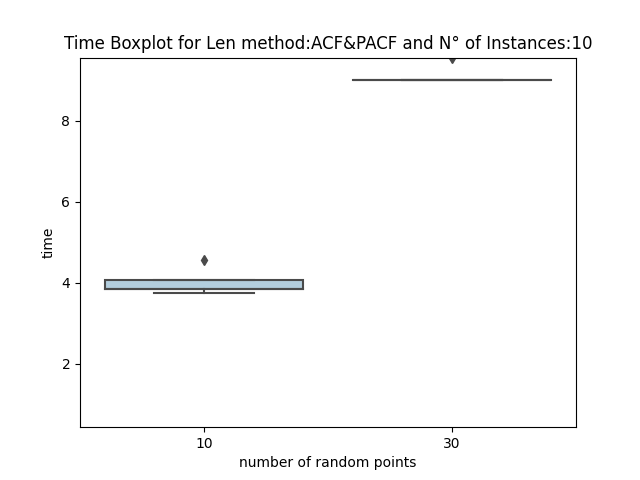 Time Boxplot for Len method:ACF&PACF and N° of Instances:10
8
6
4
2
time
10
30
number of random points